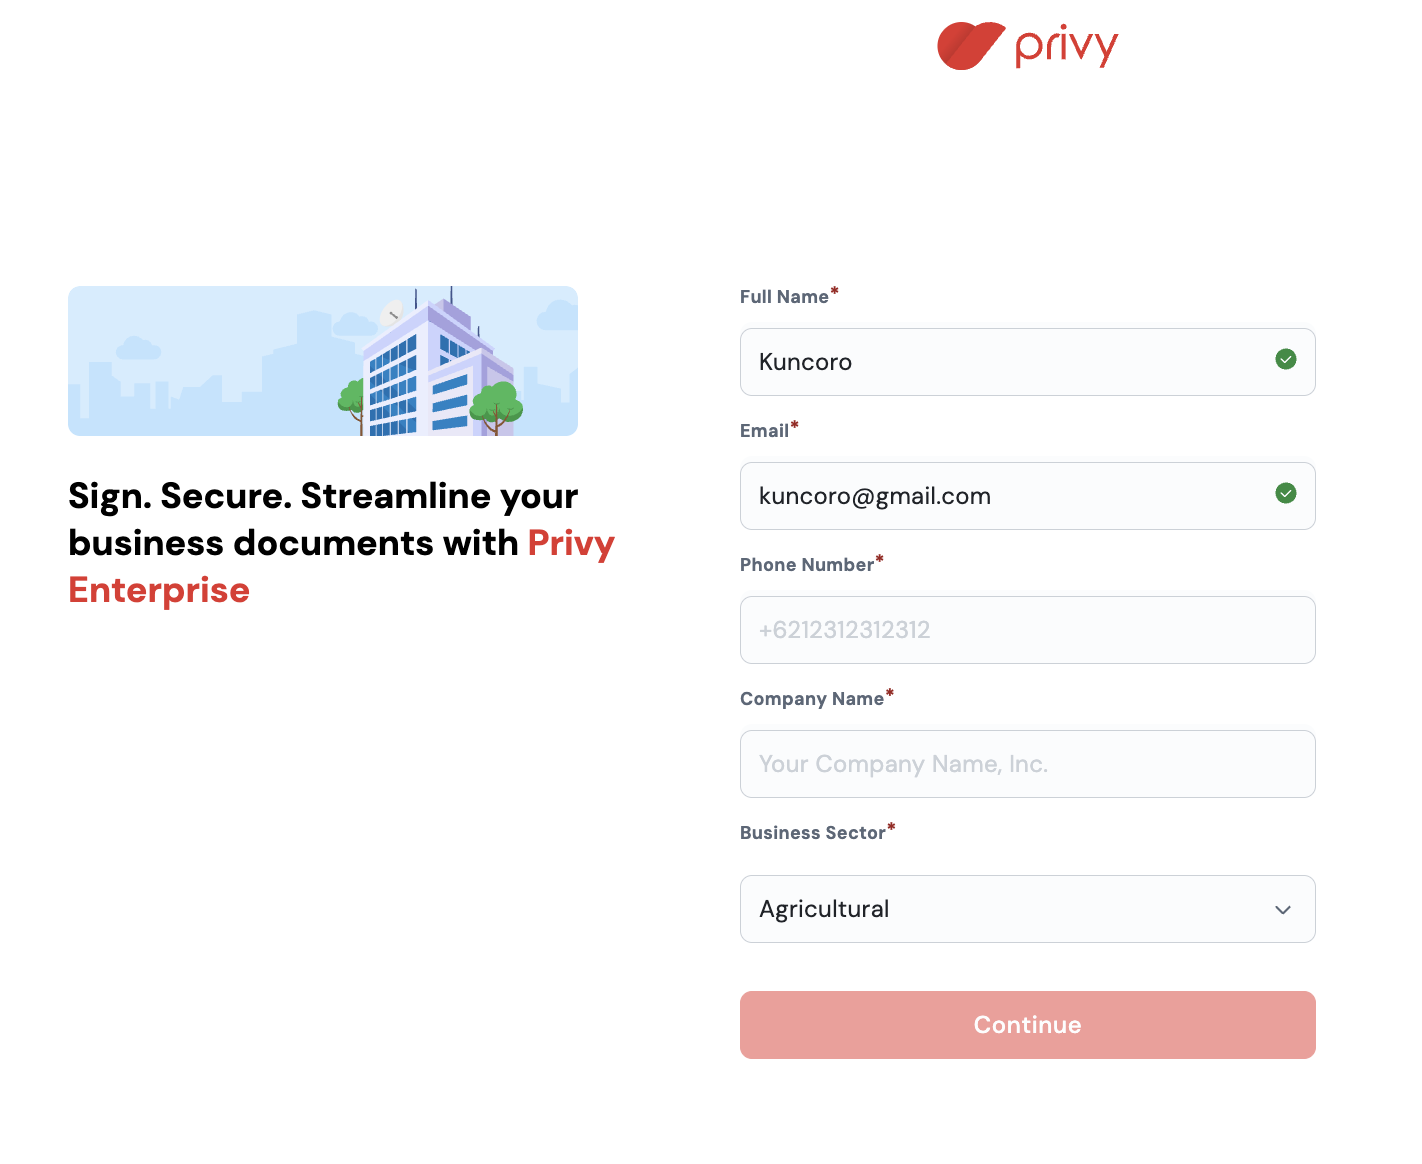 privy
Sign. Secure. Streamline your
business documents with Privy
Enterprise
Full Name*
Kuncoro
Email*
kuncoro@gmail.com
Phone Number*
+6212312312312
Company Name*
Your Company Name, Inc.
Business Sector*
Agricultural
Continue